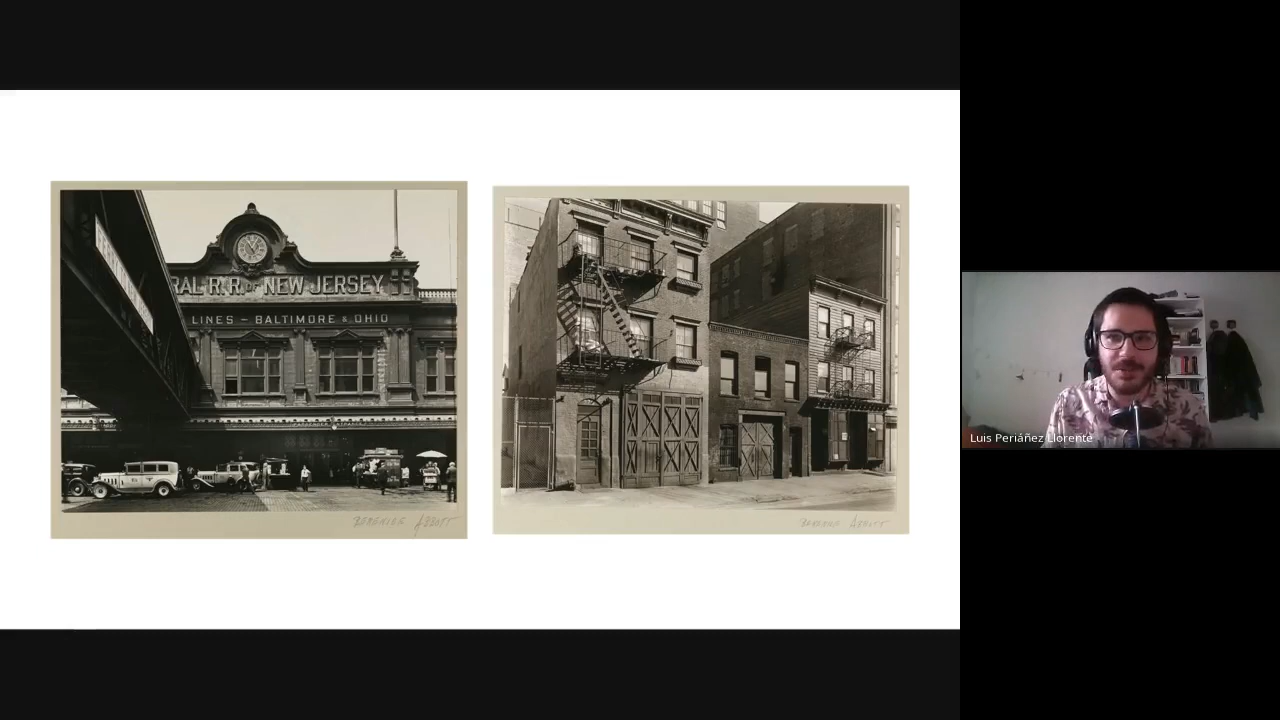 RAL R.R. OF NEW JERSEY
LINES - BALTIMORE & OHIO
BERENICE ABBOTT
BERENICE ABBOTT
Luis Periáñez Llorente